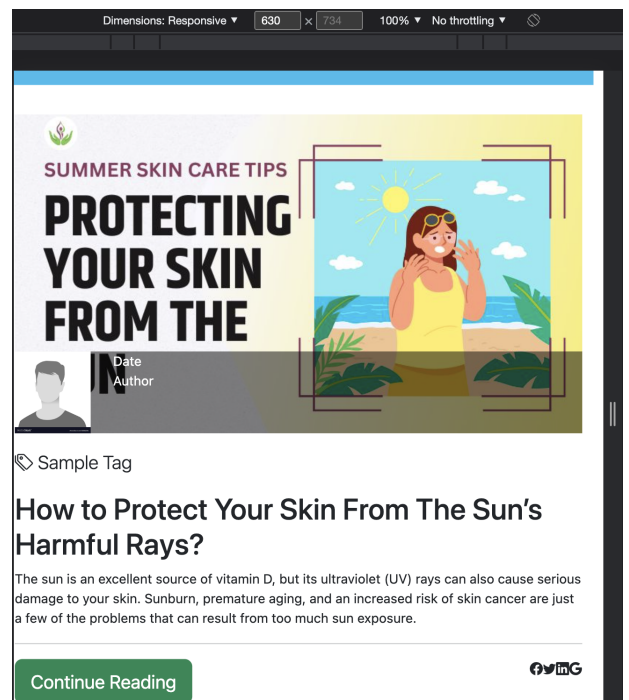 Dimensions: Responsive ▼ 630 × 734 100% ▼ No throttling ▼
SUMMER SKIN CARE TIPS
PROTECTING
YOUR SKIN
FROM THE
UN
Date
Author
Sample Tag
How to Protect Your Skin From The Sun’s
Harmful Rays?
The sun is an excellent source of vitamin D, but its ultraviolet (UV) rays can also cause serious
damage to your skin. Sunburn, premature aging, and an increased risk of skin cancer are just
a few of the problems that can result from too much sun exposure.
Continue Reading